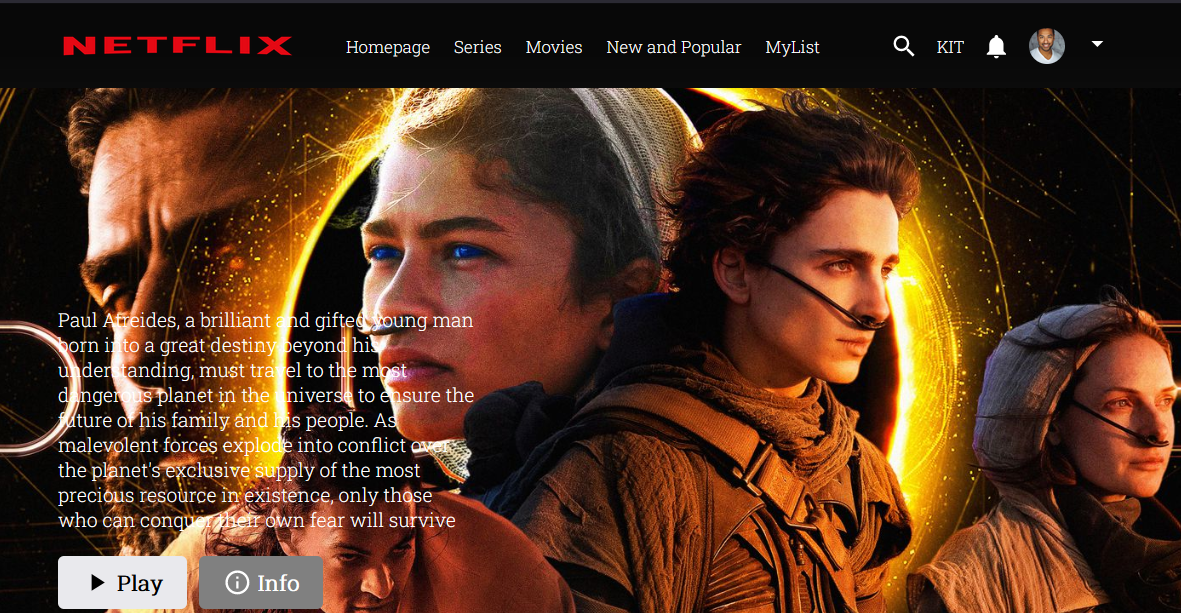 NETFLIX
Homepage Series Movies New and Popular MyList KIT
Paul Atreides, a brilliant and gifted young man
born into a great destiny beyond his
understanding, must travel to the most
dangerous planet in the universe to ensure the
future of his family and his people. As
malevolent forces explode into conflict over
the planet's exclusive supply of the most
precious resource in existence, only those
who can conquer their own fear will survive
Play Info